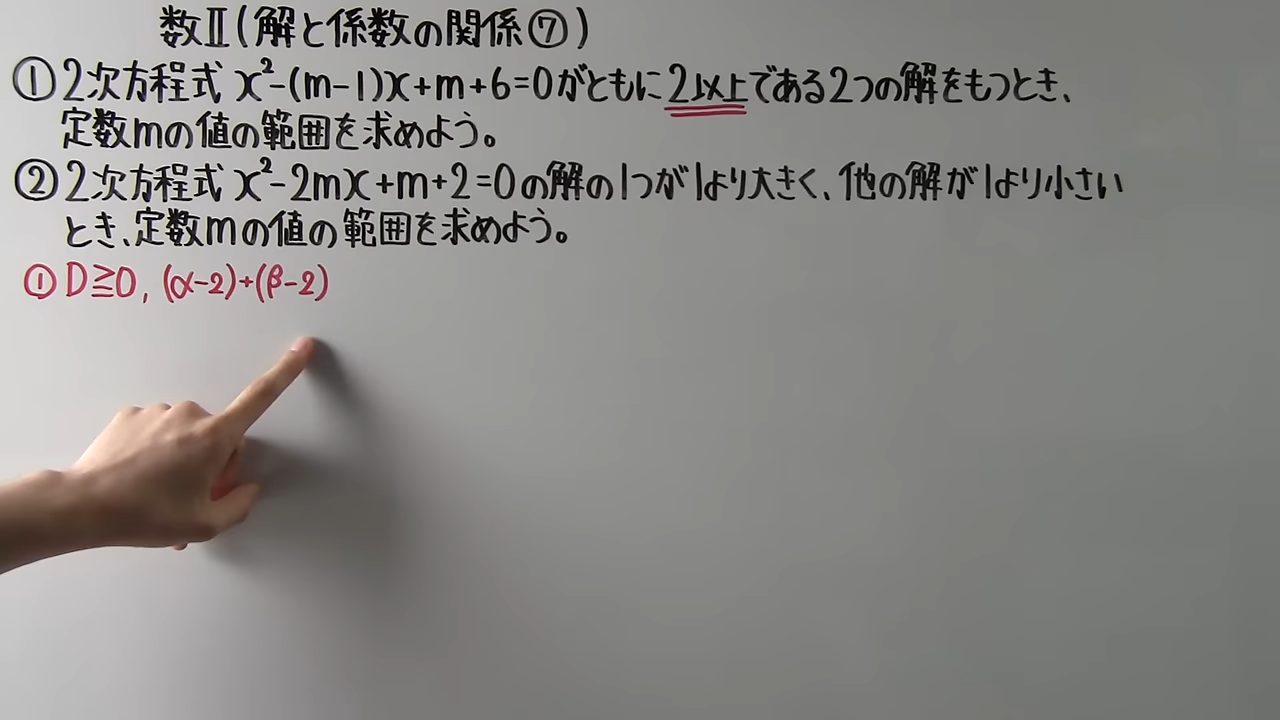 数Ⅱ(解と係数の関係⑦)
①2次方程式 x²-(m-1)x+m+6=0がともに2以上である2つの解をもつとき、
定数mの値の範囲を求めよう。
②2次方程式 x²-2mx+m+2=0の解の1つが1より大きく、他の解が1より小さい
とき、定数mの値の範囲を求めよう。
①D≧0, (α-2)+(β-2)